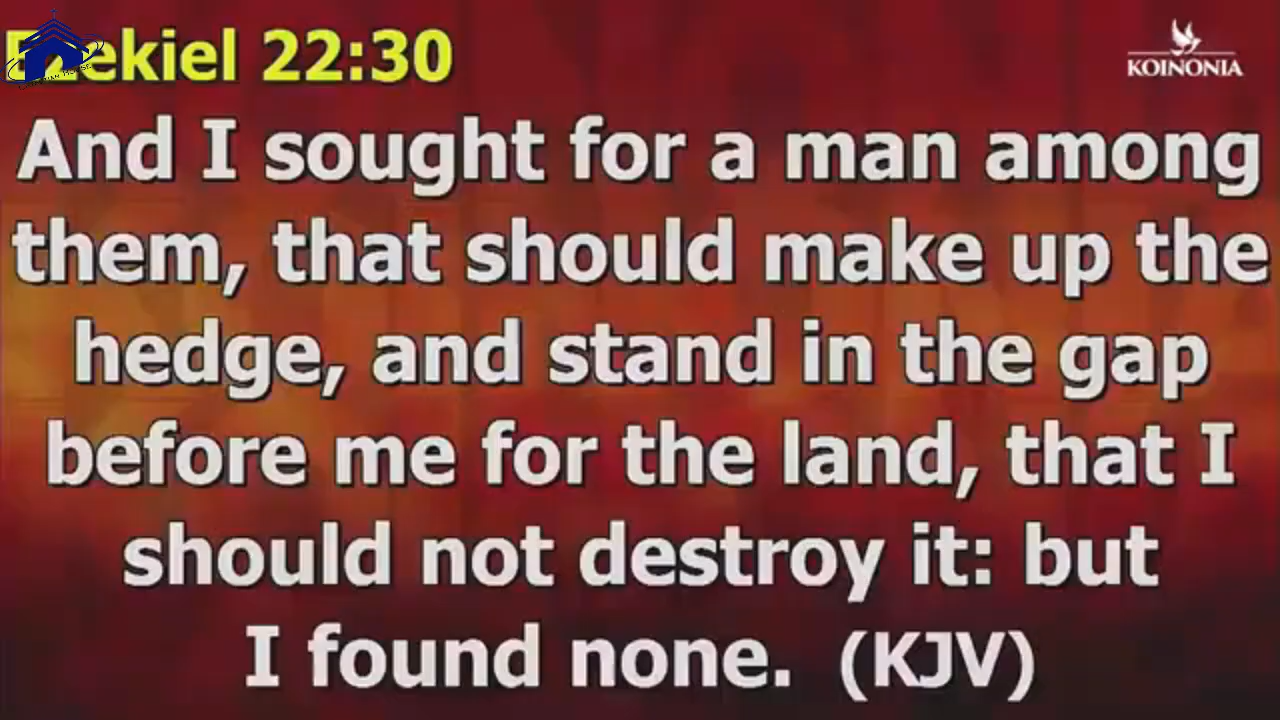 Ezekiel 22:30
KOINONIA
And I sought for a man among
them, that should make up the
hedge, and stand in the gap
before me for the land, that I
should not destroy it: but
I found none. (KJV)